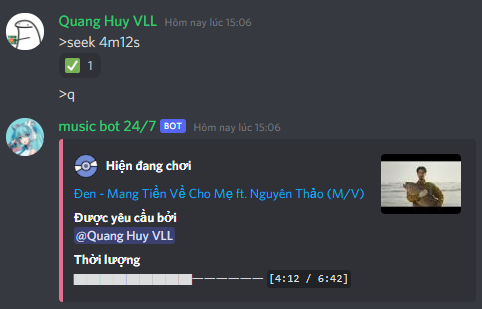 Quang Huy VLL Hôm nay lúc 15:06
>seek 4m12s
1
>q
music bot 24/7 BOT Hôm nay lúc 15:06
Hiện đang chơi
Đen - Mang Tiền Về Cho Mẹ ft. Nguyên Thảo (M/V)
Được yêu cầu bởi
@Quang Huy VLL
Thời lượng
[4:12 / 6:42]